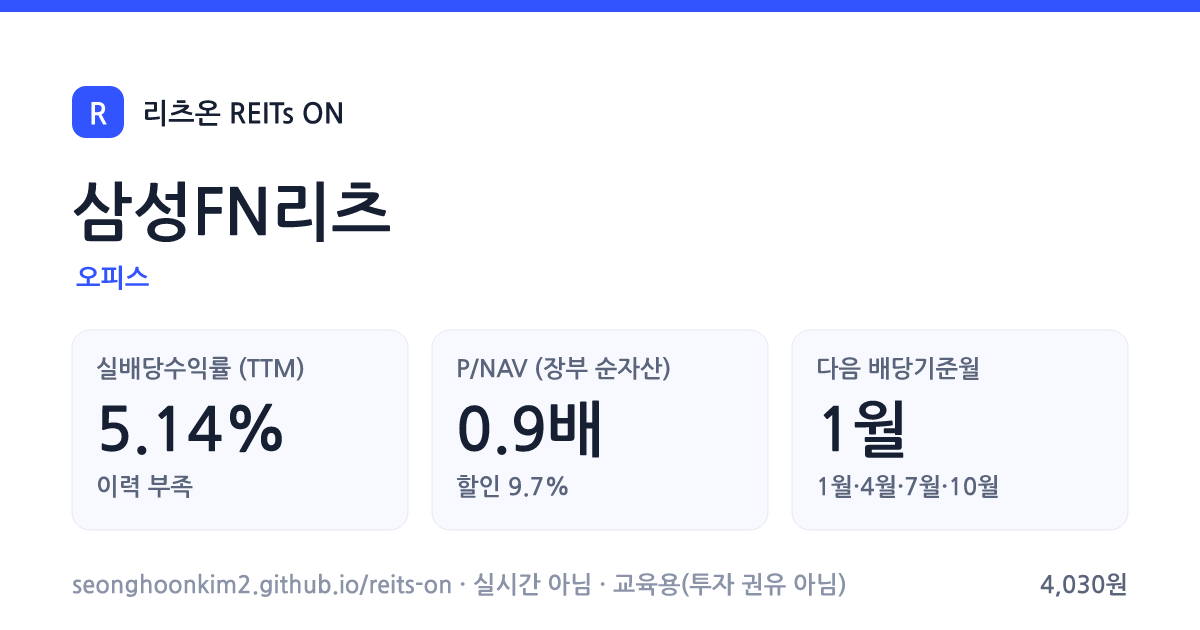 R 리츠온 REITs ON
삼성FN리츠
오피스
실배당수익률 (TTM)
5.14%
이력 부족
P/NAV (장부 순자산)
0.9배
할인 9.7%
다음 배당기준월
1월
1월·4월·7월·10월
seonghoonkim2.github.io/reits-on · 실시간 아님 · 교육용(투자 권유 아님)
4,030원